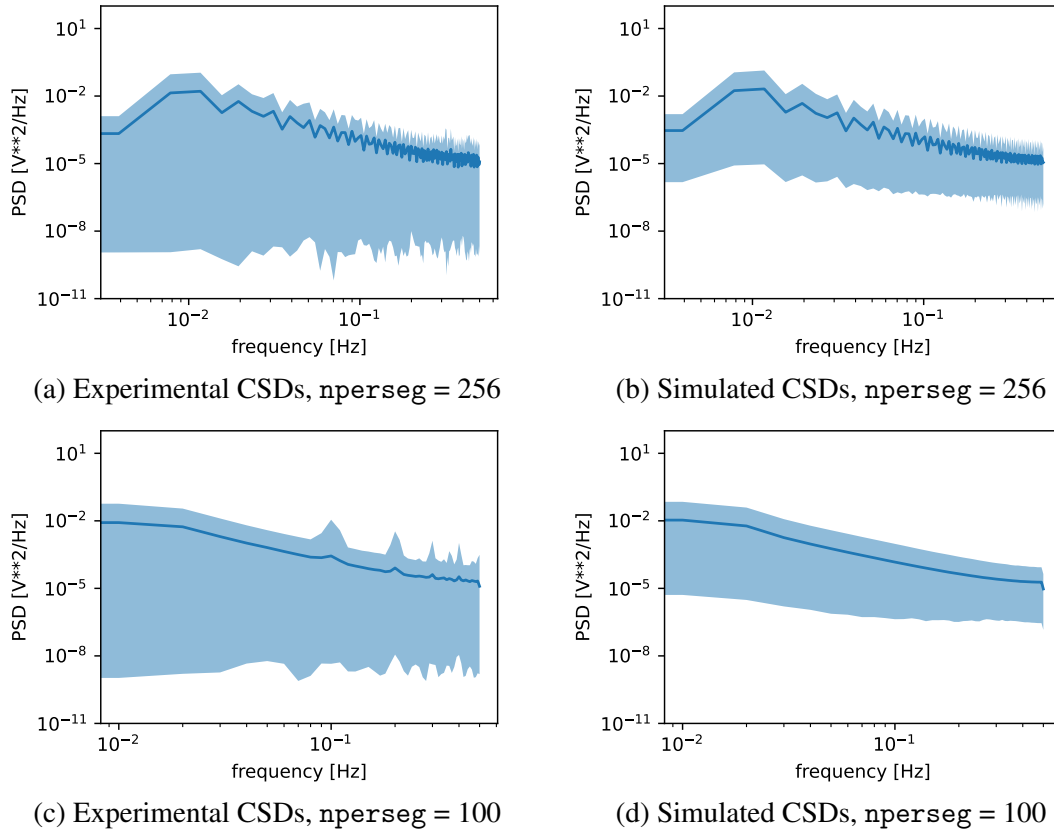 10^1
10^-2
10^-5
10^-8
10^-11
PSD [V**2/Hz]
10^-2
10^-1
frequency [Hz]
(a) Experimental CSDs, nperseg = 256
10^1
10^-2
10^-5
10^-8
10^-11
PSD [V**2/Hz]
10^-2
10^-1
frequency [Hz]
(b) Simulated CSDs, nperseg = 256
10^1
10^-2
10^-5
10^-8
10^-11
PSD [V**2/Hz]
10^-2
10^-1
frequency [Hz]
(c) Experimental CSDs, nperseg = 100
10^1
10^-2
10^-5
10^-8
10^-11
PSD [V**2/Hz]
10^-2
10^-1
frequency [Hz]
(d) Simulated CSDs, nperseg = 100